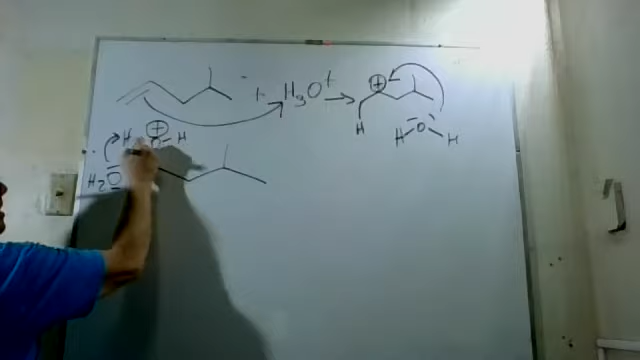 + H3O+ → ⊕
H
H O H
⊕
H O H
H2O